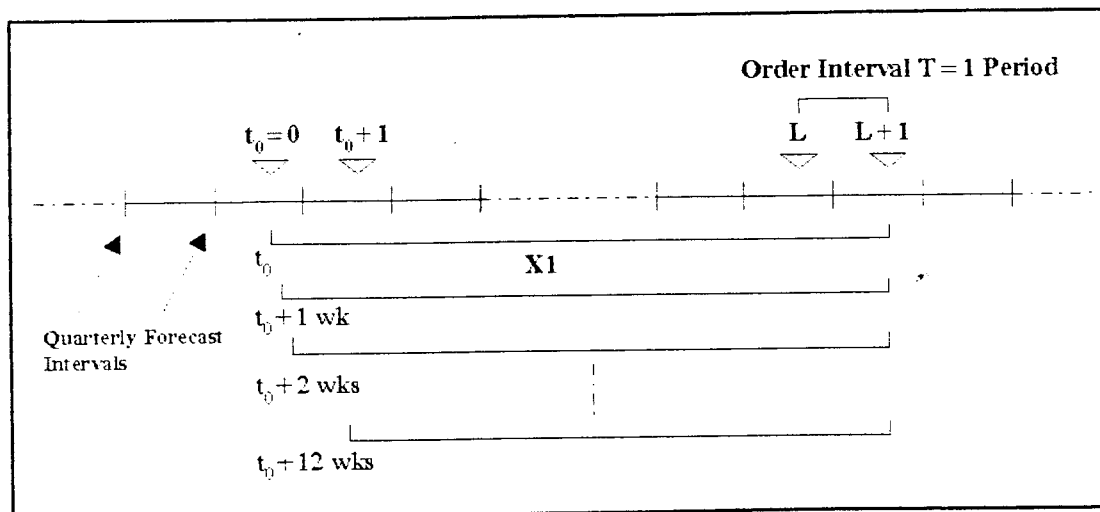 Order Interval T = 1 Period
t₀ = 0 t₀ + 1 L L + 1
t₀ X1
t₀ + 1 wk
Quarterly Forecast
Intervals
t₀ + 2 wks
t₀ + 12 wks